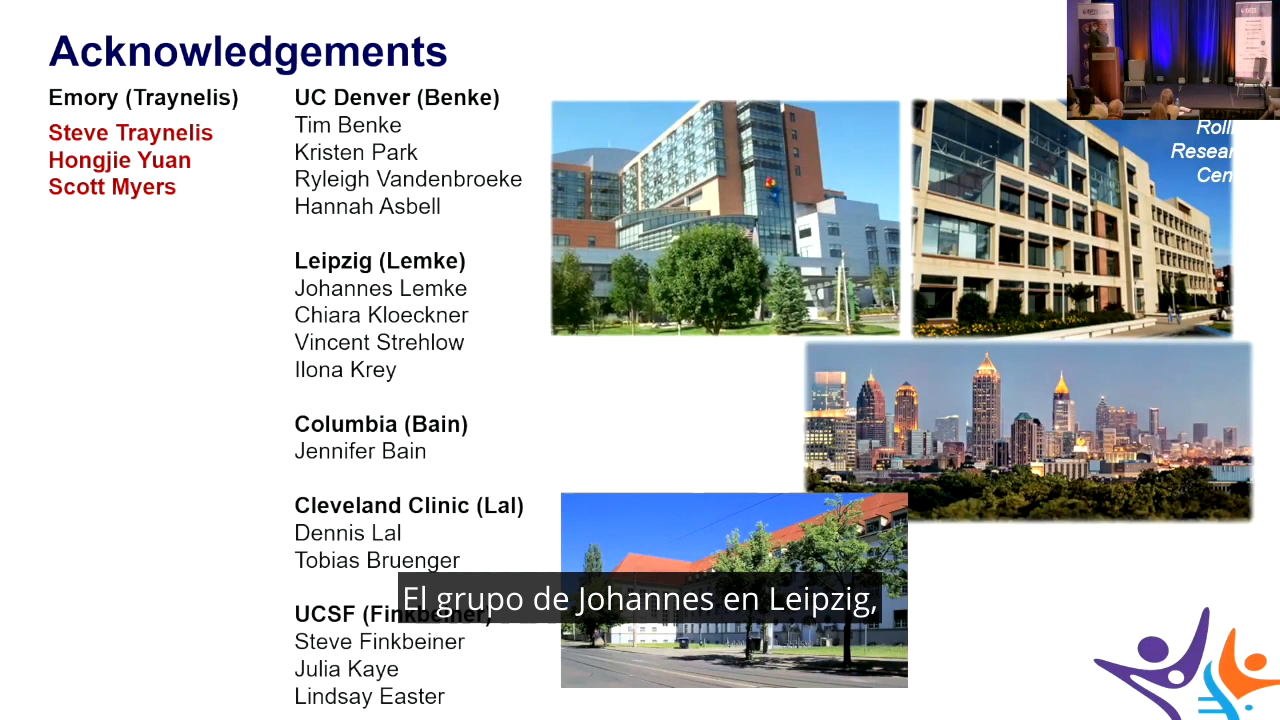 Acknowledgements
Emory (Traynelis)
Steve Traynelis
Hongjie Yuan
Scott Myers
UC Denver (Benke)
Tim Benke
Kristen Park
Ryleigh Vandenbroeke
Hannah Asbell
Leipzig (Lemke)
Johannes Lemke
Chiara Kloeckner
Vincent Strehlow
Ilona Krey
Columbia (Bain)
Jennifer Bain
Cleveland Clinic (Lal)
Dennis Lal
Tobias Bruenger
UCSF (Finkbeiner)
Steve Finkbeiner
Julia Kaye
Lindsay Easter
El grupo de Johannes en Leipzig,